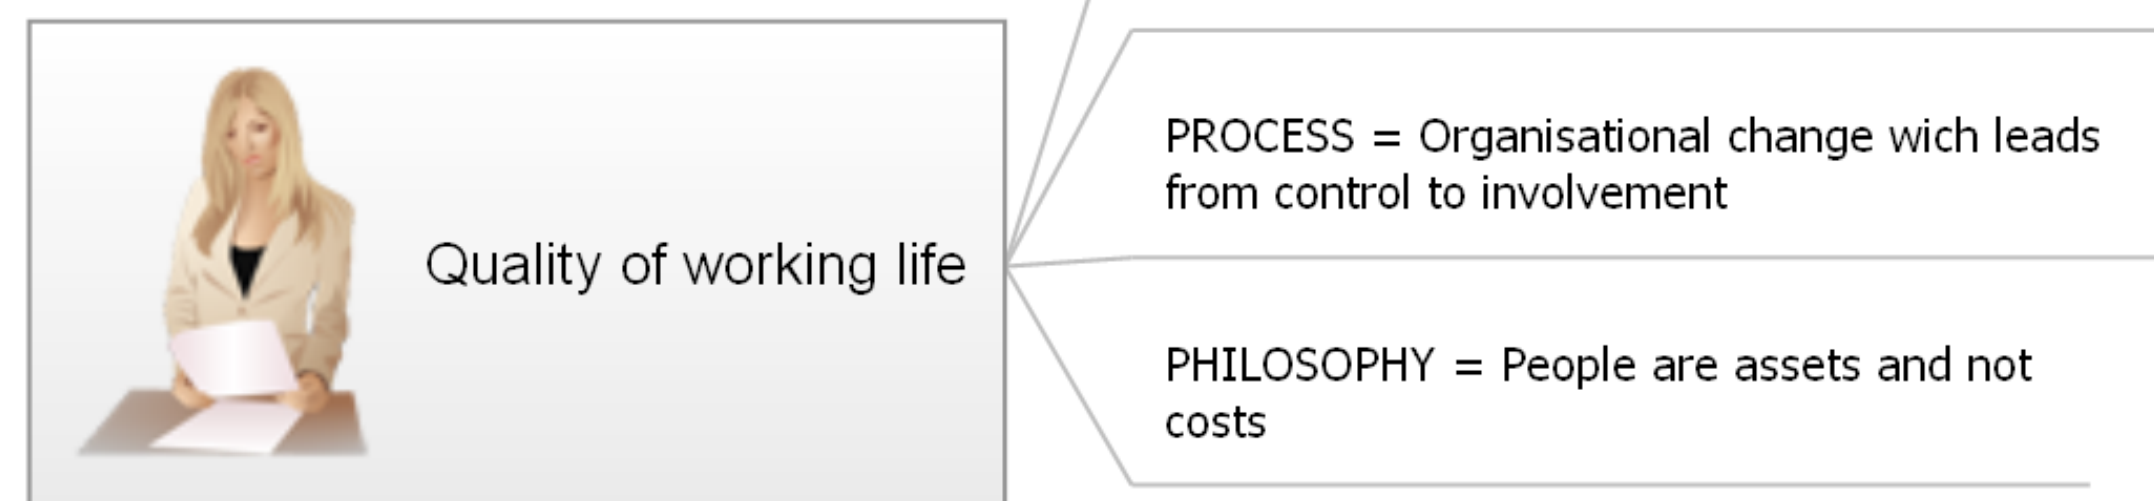 Quality of working life
PROCESS = Organisational change wich leads
from control to involvement
PHILOSOPHY = People are assets and not
costs